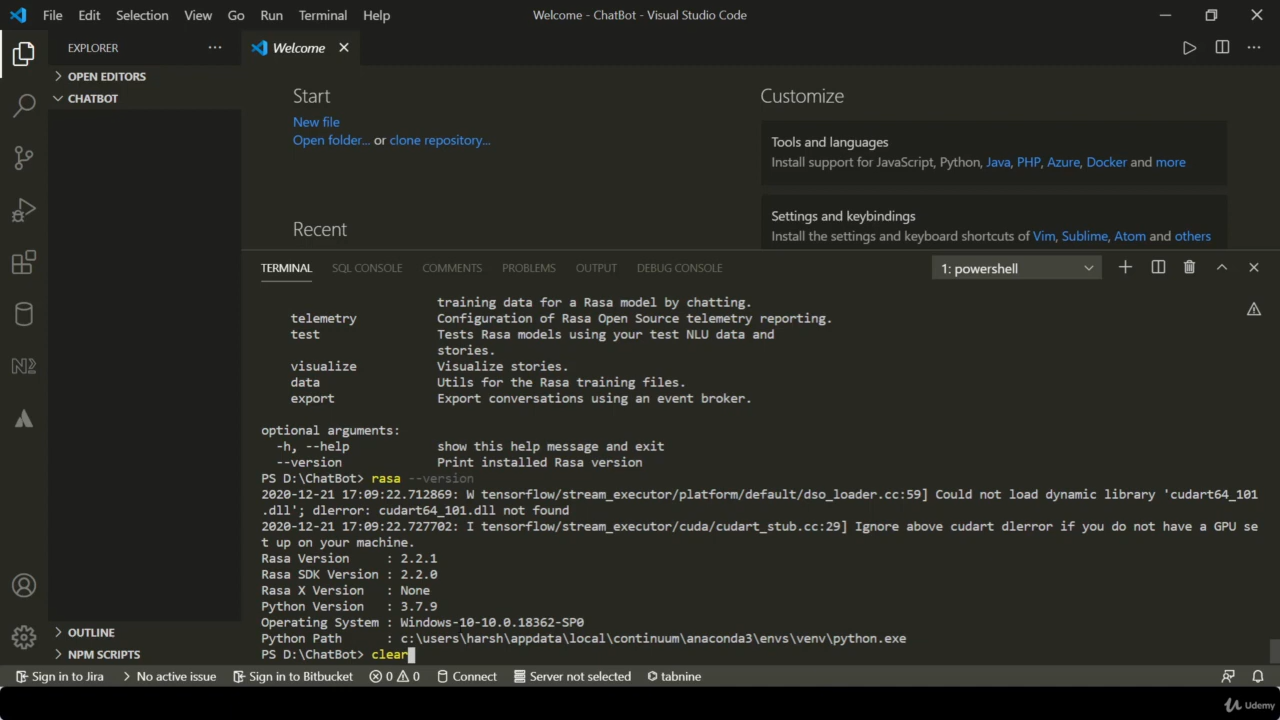 File Edit Selection View Go Run Terminal Help
Welcome - ChatBot - Visual Studio Code
EXPLORER
Welcome
OPEN EDITORS
CHATBOT
Start
New file
Open folder... or clone repository...
Recent
Customize
Tools and languages
Install support for JavaScript, Python, Java, PHP, Azure, Docker and more
Settings and keybindings
Install the settings and keyboard shortcuts of Vim, Sublime, Atom and others
TERMINAL SQL CONSOLE COMMENTS PROBLEMS OUTPUT DEBUG CONSOLE
1: powershell
training data for a Rasa model by chatting.
telemetry Configuration of Rasa Open Source telemetry reporting.
test Tests Rasa models using your test NLU data and
stories.
visualize Visualize stories.
data Utils for the Rasa training files.
export Export conversations using an event broker.
optional arguments:
-h, --help show this help message and exit
--version Print installed Rasa version
PS D:\ChatBot> rasa --version
2020-12-21 17:09:22.712869: W tensorflow/stream_executor/platform/default/dso_loader.cc:59] Could not load dynamic library 'cudart64_101
.dll'; dlerror: cudart64_101.dll not found
2020-12-21 17:09:22.727702: I tensorflow/stream_executor/cuda/cudart_stub.cc:29] Ignore above cudart dlerror if you do not have a GPU se
t up on your machine.
Rasa Version : 2.2.1
Rasa SDK Version : 2.2.0
Rasa X Version : None
Python Version : 3.7.9
Operating System : Windows-10-10.0.18362-SP0
Python Path : c:\users\harsh\appdata\local\continuum\anaconda3\envs\venv\python.exe
PS D:\ChatBot> clear
OUTLINE
NPM SCRIPTS
Sign in to Jira No active issue Sign in to Bitbucket 0 0 Connect Server not selected tabnine
Udemy